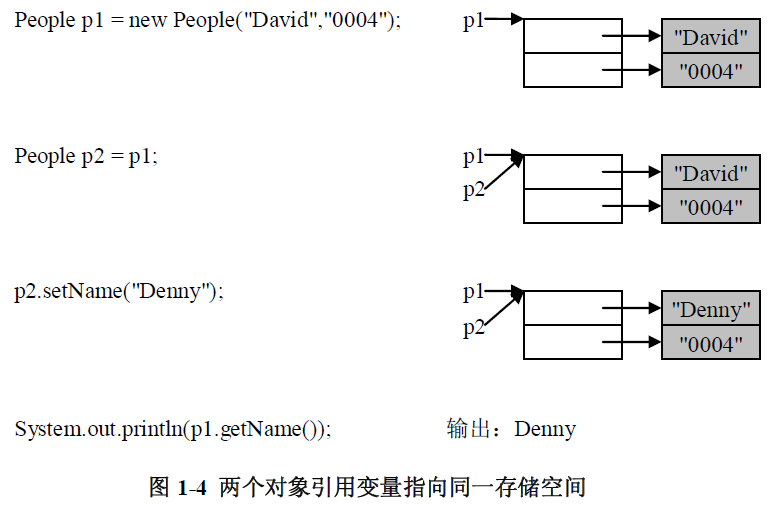 People p1 = new People("David","0004");
p1
"David"
"0004"
People p2 = p1;
p1
p2
"David"
"0004"
p2.setName("Denny");
p1
p2
"Denny"
"0004"
System.out.println(p1.getName());
输出：Denny
图 1-4 两个对象引用变量指向同一存储空间